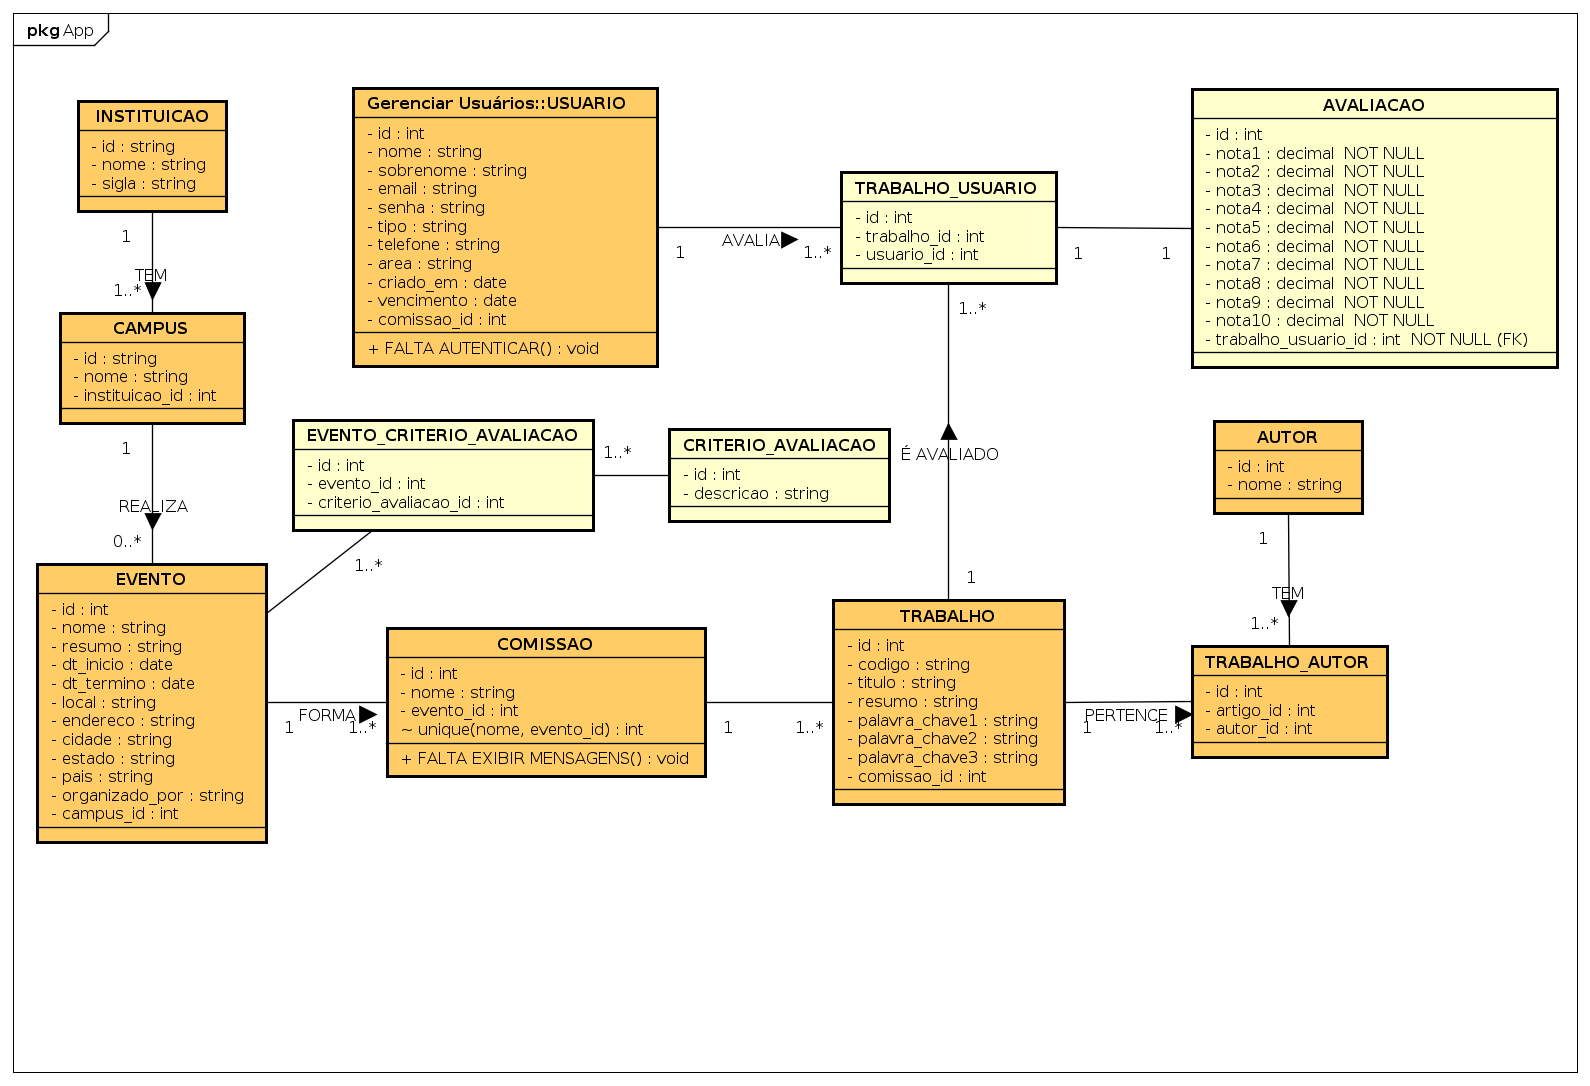 pkg App
INSTITUICAO
- id : string
- nome : string
- sigla : string
1
TEM
1..*
CAMPUS
- id : string
- nome : string
- instituicao_id : int
1
REALIZA
0..*
EVENTO
- id : int
- nome : string
- resumo : string
- dt_inicio : date
- dt_termino : date
- local : string
- endereco : string
- cidade : string
- estado : string
- pais : string
- organizado_por : string
- campus_id : int
Gerenciar Usuários::USUARIO
- id : int
- nome : string
- sobrenome : string
- email : string
- senha : string
- tipo : string
- telefone : string
- area : string
- criado_em : date
- vencimento : date
- comissao_id : int
+ FALTA AUTENTICAR() : void
1
AVALIA
1..*
TRABALHO_USUARIO
- id : int
- trabalho_id : int
- usuario_id : int
1
1
AVALIACAO
- id : int
- nota1 : decimal  NOT NULL
- nota2 : decimal  NOT NULL
- nota3 : decimal  NOT NULL
- nota4 : decimal  NOT NULL
- nota5 : decimal  NOT NULL
- nota6 : decimal  NOT NULL
- nota7 : decimal  NOT NULL
- nota8 : decimal  NOT NULL
- nota9 : decimal  NOT NULL
- nota10 : decimal  NOT NULL
- trabalho_usuario_id : int  NOT NULL (FK)
1..*
É AVALIADO
1
EVENTO_CRITERIO_AVALIACAO
- id : int
- evento_id : int
- criterio_avaliacao_id : int
1..*
1..*
CRITERIO_AVALIACAO
- id : int
- descricao : string
1
FORMA
1..*
COMISSAO
- id : int
- nome : string
- evento_id : int
~ unique(nome, evento_id) : int
+ FALTA EXIBIR MENSAGENS() : void
1
1..*
TRABALHO
- id : int
- codigo : string
- titulo : string
- resumo : string
- palavra_chave1 : string
- palavra_chave2 : string
- palavra_chave3 : string
- comissao_id : int
PERTENCE
1
1..*
AUTOR
- id : int
- nome : string
1
TEM
1..*
TRABALHO_AUTOR
- id : int
- artigo_id : int
- autor_id : int